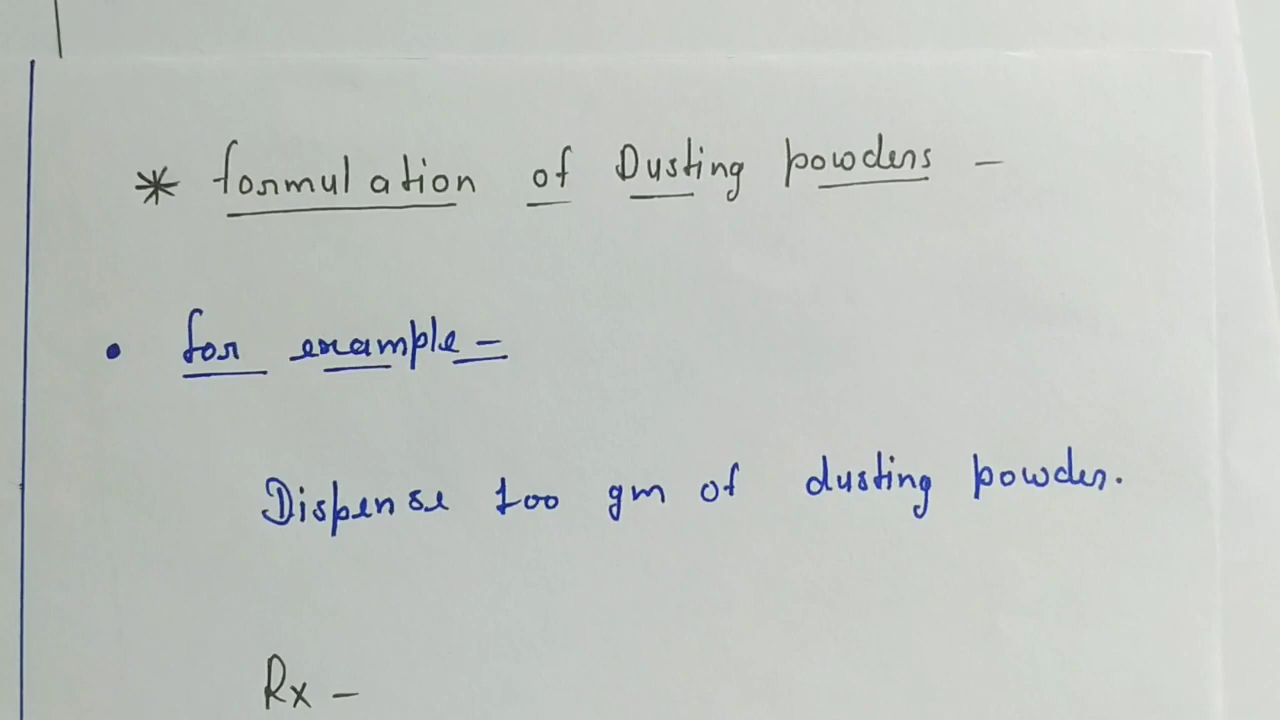 * formulation of Dusting powders -
• for example -
Dispense 100 gm of dusting powder.
Rx -